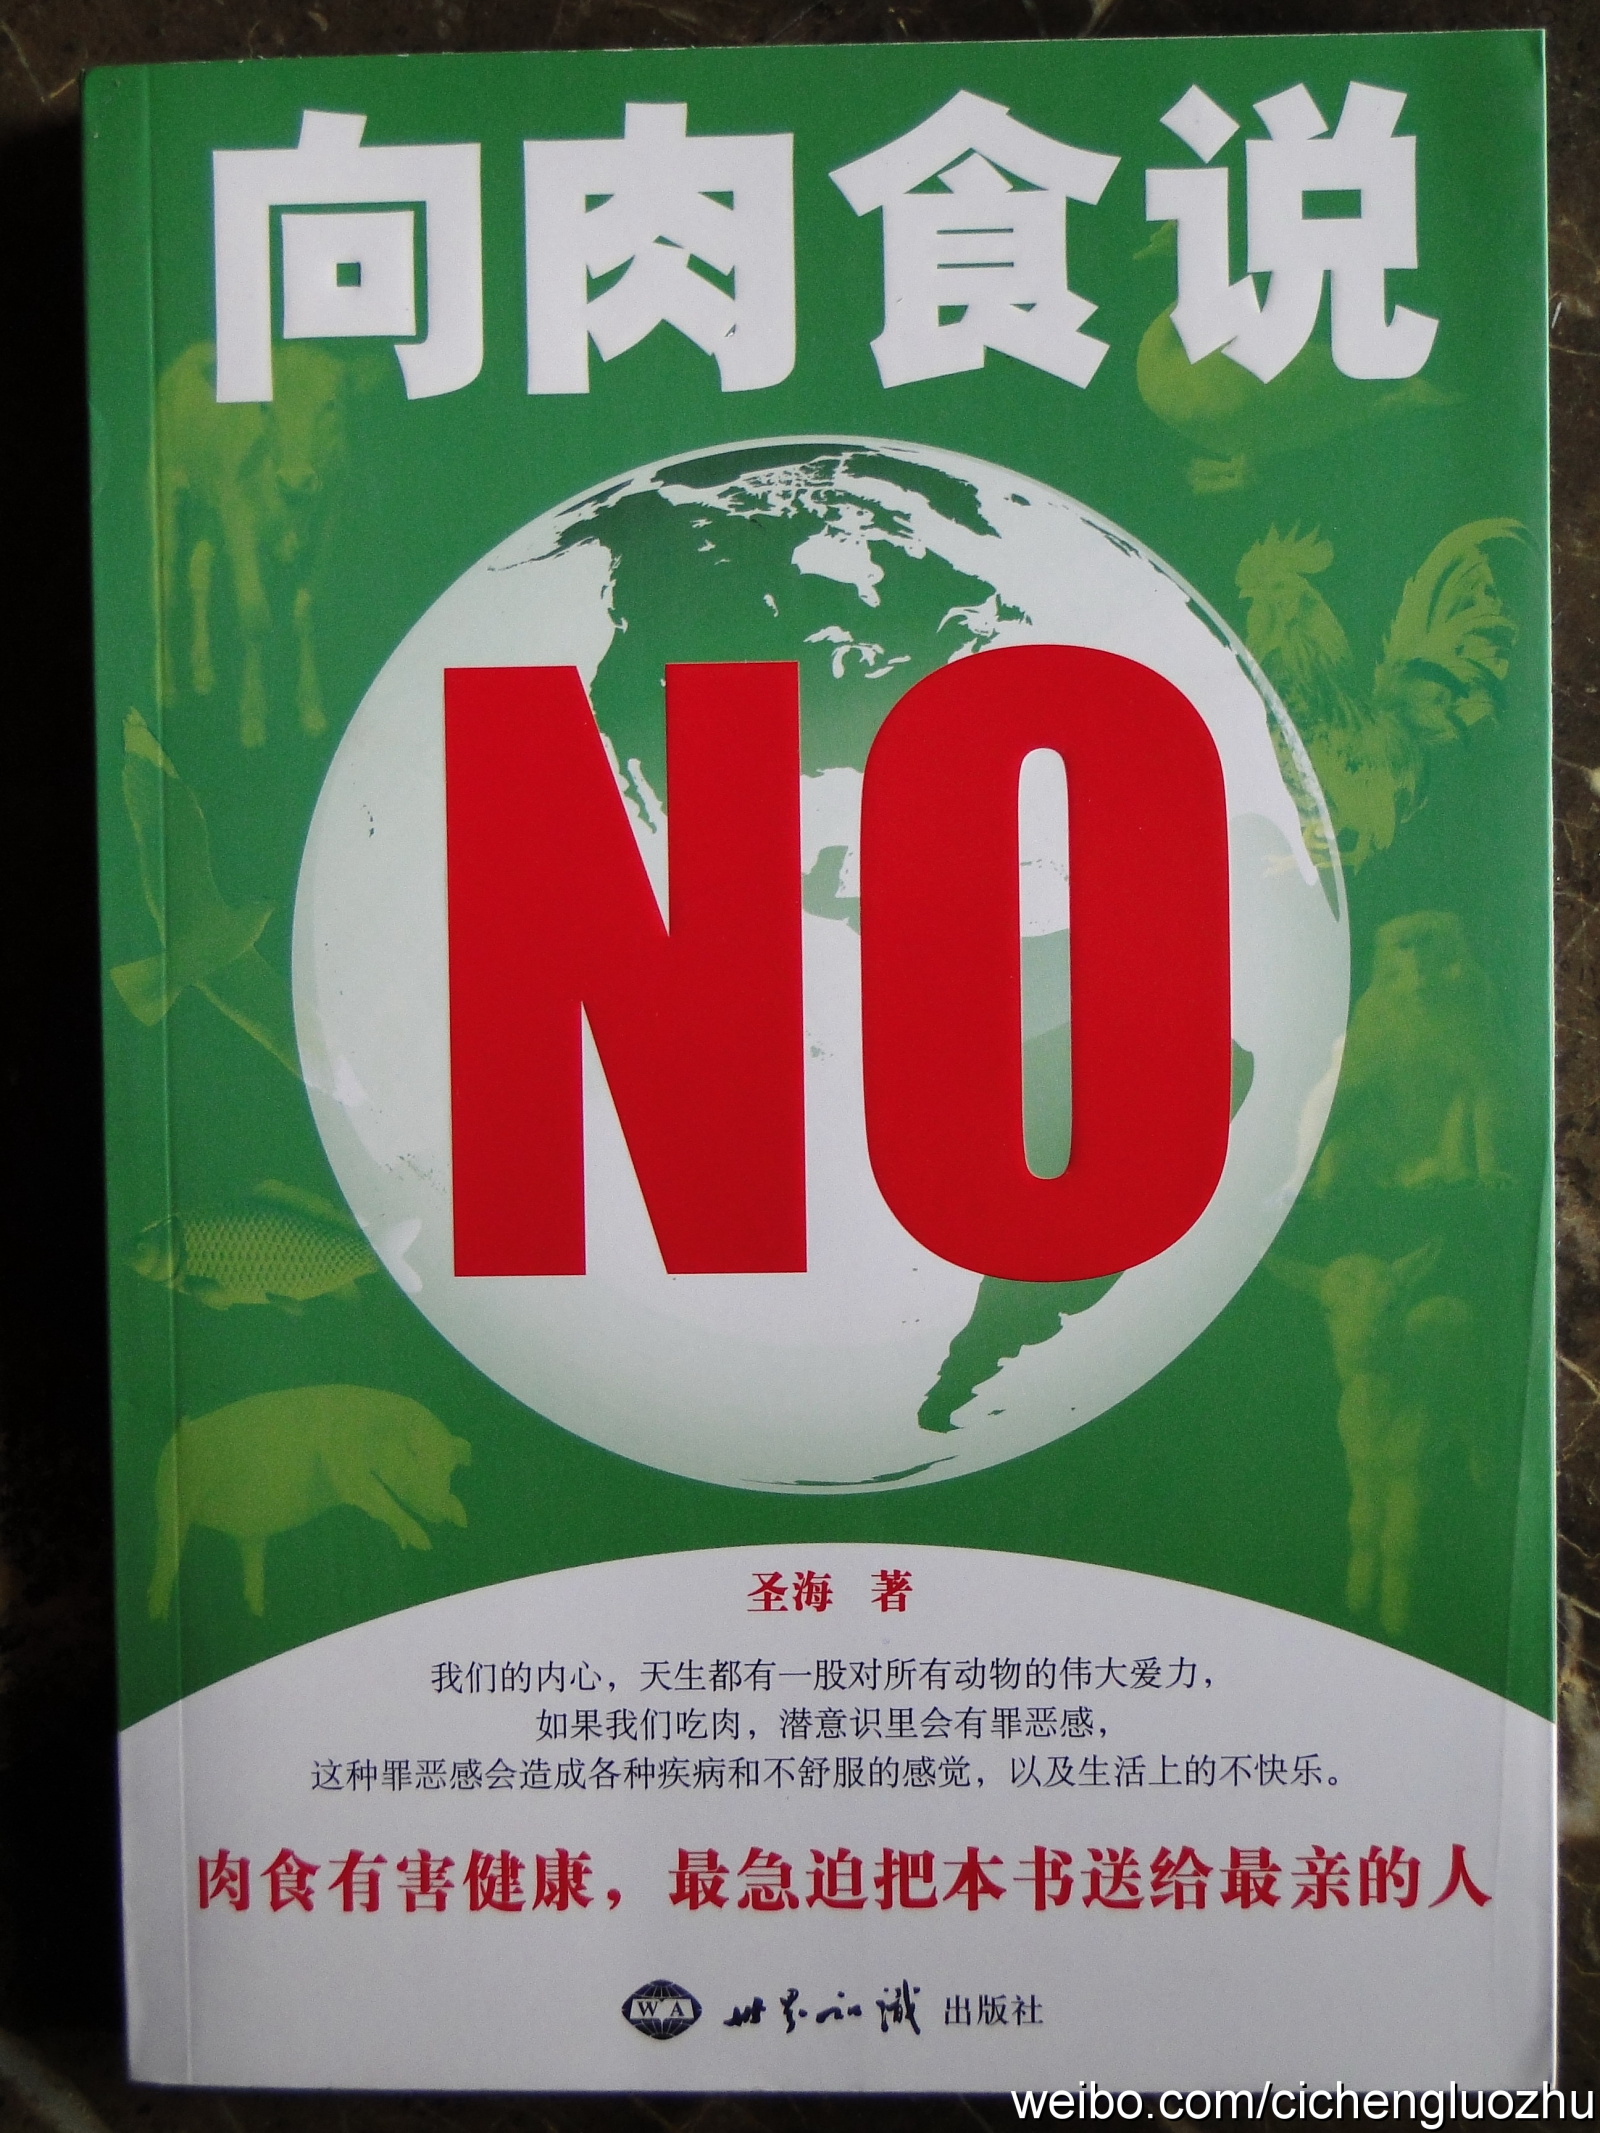 向肉食说
NO
圣海 著
我们的内心，天生都有一股对所有动物的伟大爱力，
如果我们吃肉，潜意识里会有罪恶感，
这种罪恶感会造成各种疾病和不舒服的感觉，以及生活上的不快乐。
肉食有害健康，最急迫把本书送给最亲的人
WA 世界知識 出版社
weibo.com/cichengluozhu